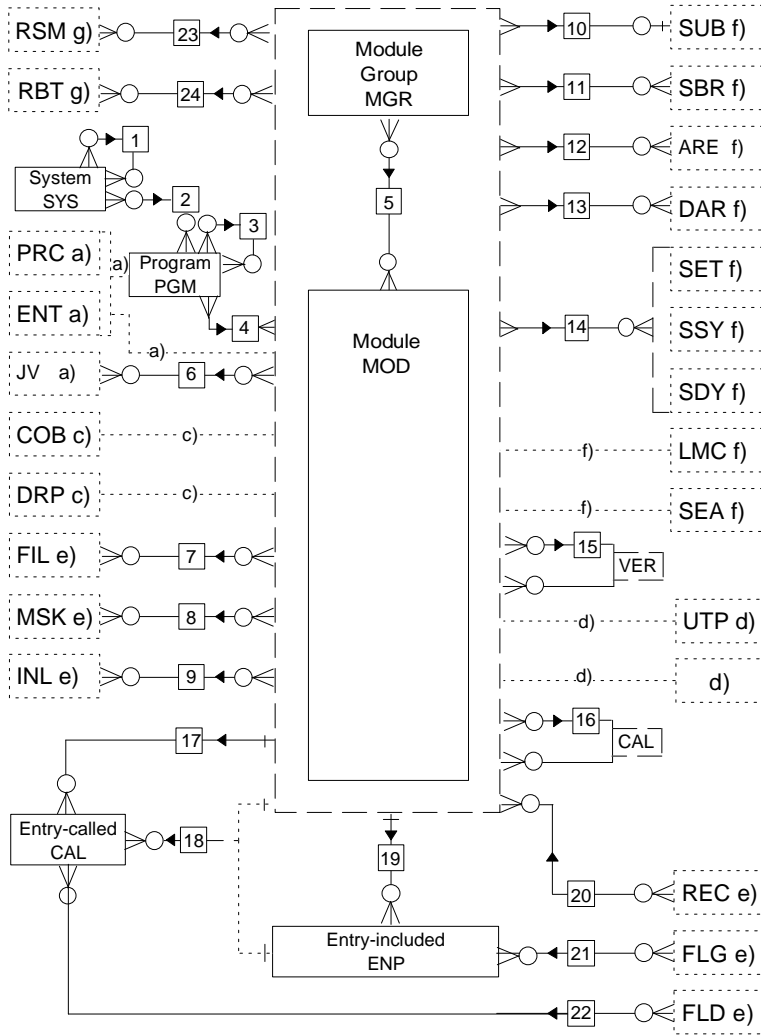 RSM g)
23
10
SUB f)
Module
Group
MGR
RBT g)
24
11
SBR f)
1
12
ARE f)
System
SYS
2
5
13
DAR f)
3
PRC a)
a)
Program
PGM
SET f)
ENT a)
4
14
SSY f)
a)
Module
MOD
JV a)
6
SDY f)
COB c)
c)
f)
LMC f)
DRP c)
c)
f)
SEA f)
FIL e)
7
15
VER
MSK e)
8
d)
UTP d)
INL e)
9
d)
d)
16
CAL
17
Entry-called
CAL
18
19
20
REC e)
Entry-included
ENP
21
FLG e)
22
FLD e)